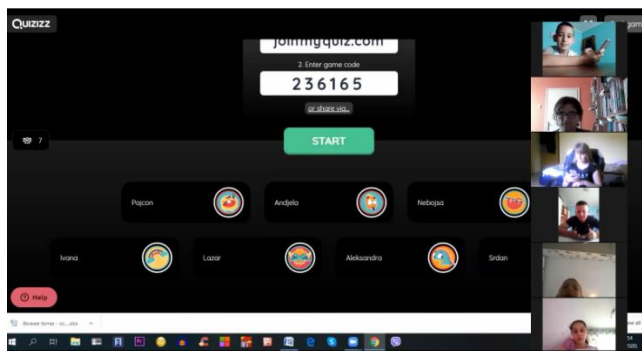 QUIZIZZ
joinmyquiz.com
2. Enter game code
236165
or share via...
START
7
Pajcon
Andjela
Nebojsa
Ivana
Lazar
Aleksandra
Srdan
Help